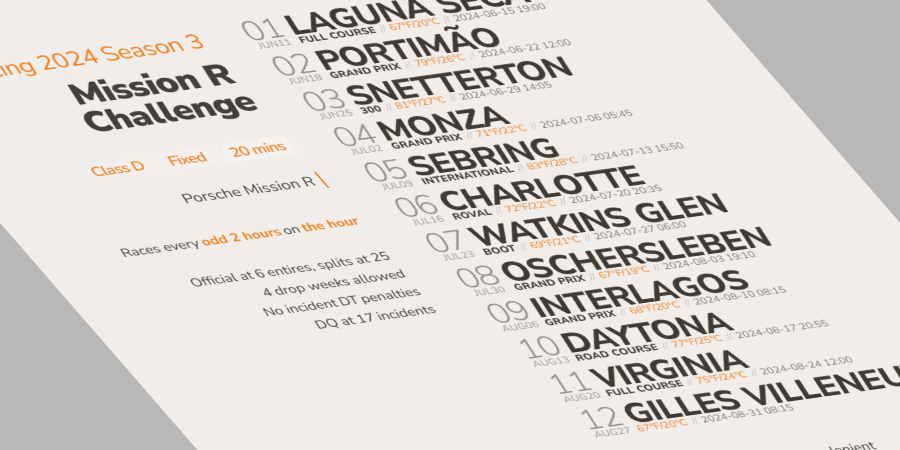 ing 2024 Season 3
Mission R
Challenge
Class D Fixed 20 mins
Porsche Mission R
Races every odd 2 hours on the hour
Official at 6 entires, splits at 25
4 drop weeks allowed
No incident DT penalties
DQ at 17 incidents
01 LAGUNA SECA
JUN11 FULL COURSE // 67°F/20°C // 2024-06-15 19:00
02 PORTIMÃO
JUN18 GRAND PRIX // 79°F/26°C // 2024-06-22 12:00
03 SNETTERTON
JUN25 300 // 81°F/27°C // 2024-06-29 14:05
04 MONZA
JUL02 GRAND PRIX // 71°F/22°C // 2024-07-06 05:45
05 SEBRING
JUL09 INTERNATIONAL // 83°F/28°C // 2024-07-13 15:50
06 CHARLOTTE
JUL16 ROVAL // 72°F/22°C // 2024-07-20 20:35
07 WATKINS GLEN
JUL23 BOOT // 69°F/21°C // 2024-07-27 06:00
08 OSCHERSLEBEN
JUL30 GRAND PRIX // 67°F/19°C // 2024-08-03 19:10
09 INTERLAGOS
AUG06 GRAND PRIX // 68°F/20°C // 2024-08-10 08:15
10 DAYTONA
AUG13 ROAD COURSE // 77°F/25°C // 2024-08-17 20:55
11 VIRGINIA
AUG20 FULL COURSE // 75°F/24°C // 2024-08-24 12:00
12 GILLES VILLENEU
AUG27 67°F/20°C // 2024-08-31 08:15